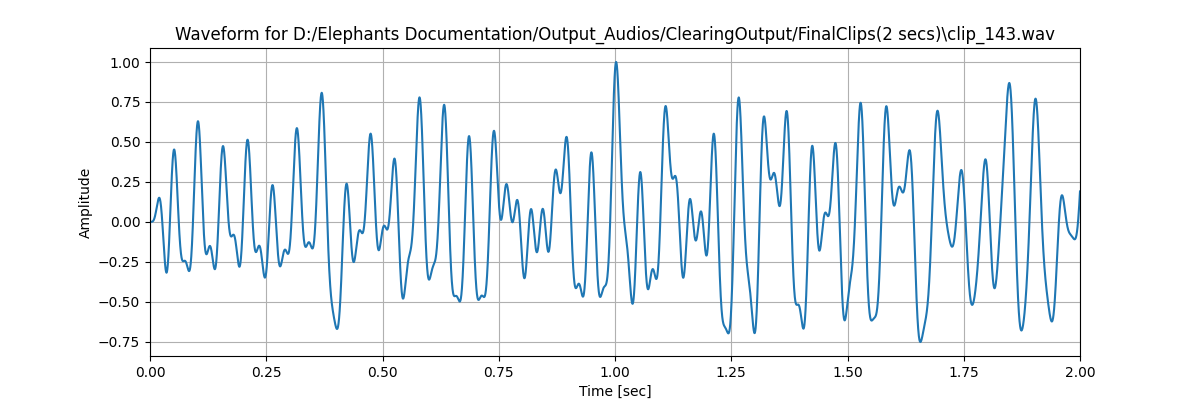 Waveform for D:/Elephants Documentation/Output_Audios/ClearingOutput/FinalClips(2 secs)\clip_143.wav
1.00
0.75
0.50
0.25
0.00
−0.25
−0.50
−0.75
Amplitude
0.00 0.25 0.50 0.75 1.00 1.25 1.50 1.75 2.00
Time [sec]